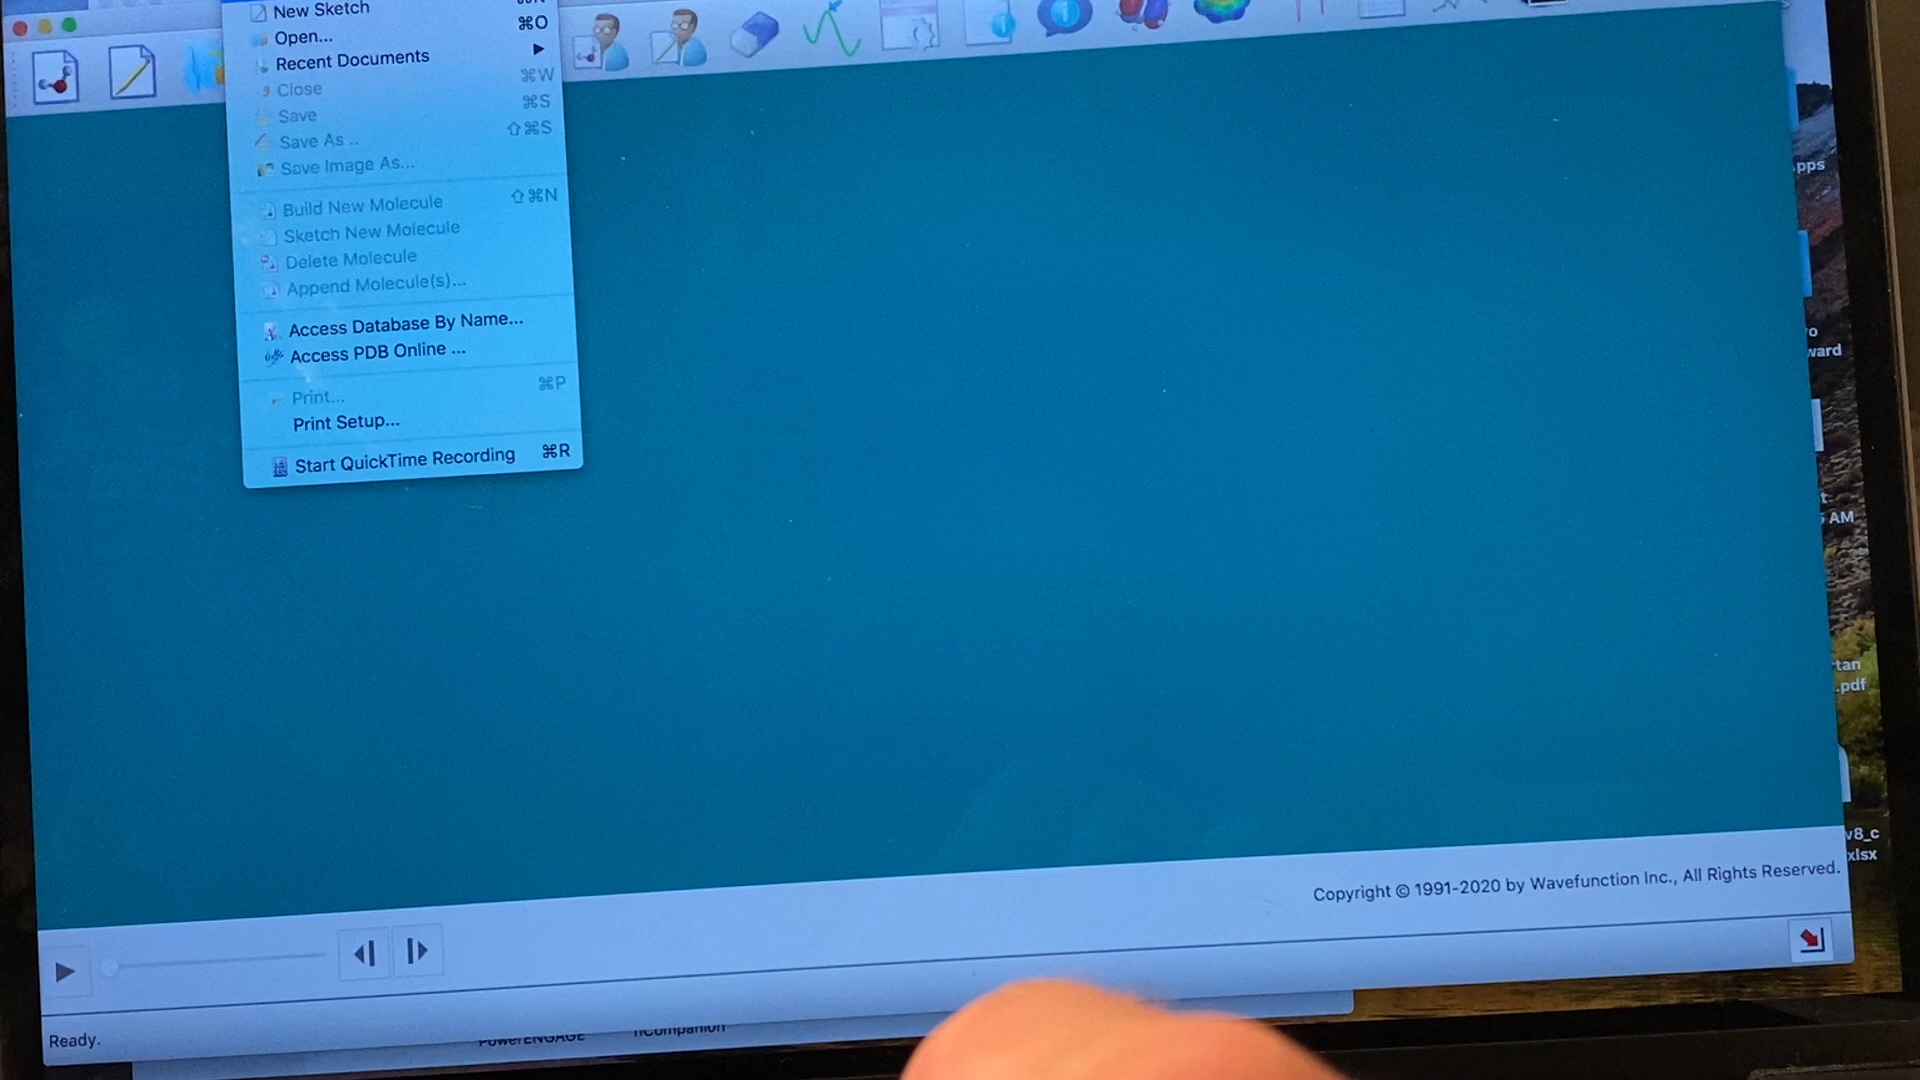 New Sketch
Open... ⌘O
Recent Documents ▶
Close ⌘W
Save ⌘S
Save As .. ⇧⌘S
Save Image As...
Build New Molecule ⇧⌘N
Sketch New Molecule
Delete Molecule
Append Molecule(s)...
Access Database By Name...
Access PDB Online ...
Print... ⌘P
Print Setup...
Start QuickTime Recording ⌘R
pps
ward
AM
tan
.pdf
v8_c
xlsx
Copyright © 1991-2020 by Wavefunction Inc., All Rights Reserved.
Ready.
PowerENGAGE
nCompanion